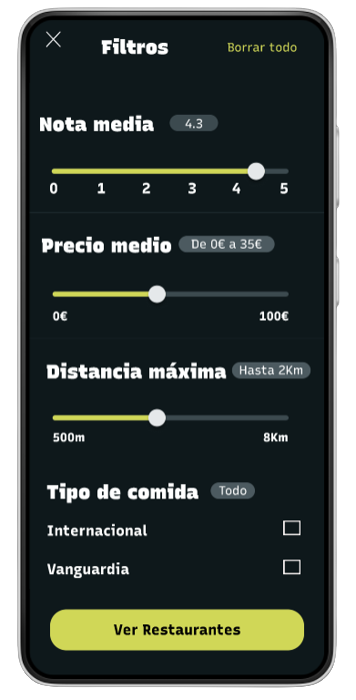 Filtros Borrar todo
Nota media 4.3
0 1 2 3 4 5
Precio medio De 0€ a 35€
0€ 100€
Distancia máxima Hasta 2Km
500m 8Km
Tipo de comida Todo
Internacional
Vanguardia
Ver Restaurantes